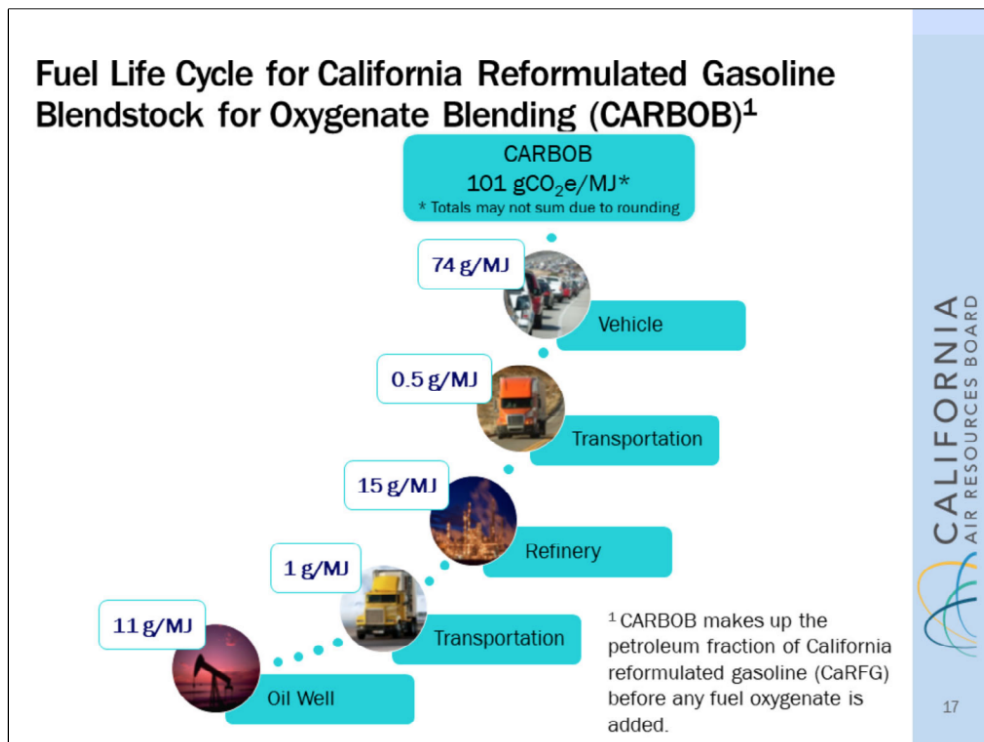 Fuel Life Cycle for California Reformulated Gasoline
Blendstock for Oxygenate Blending (CARBOB)¹
CARBOB
101 gCO₂e/MJ*
* Totals may not sum due to rounding
74 g/MJ
Vehicle
0.5 g/MJ
Transportation
15 g/MJ
Refinery
1 g/MJ
Transportation
11 g/MJ
Oil Well
¹ CARBOB makes up the
petroleum fraction of California
reformulated gasoline (CaRFG)
before any fuel oxygenate is
added.
CALIFORNIA
AIR RESOURCES BOARD
17